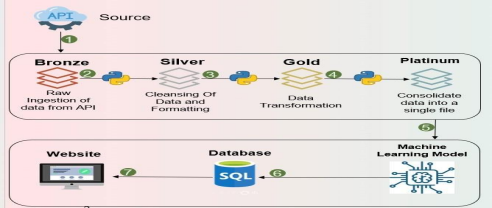 API
Source
1
Bronze
Silver
Gold
Platinum
2
3
4
Raw
Ingestion of
data from API
Cleansing Of
Data and
Formatting
Data
Transformation
Consolidate
data into a
single file
5
Website
Database
Machine
Learning Model
7
SQL
6